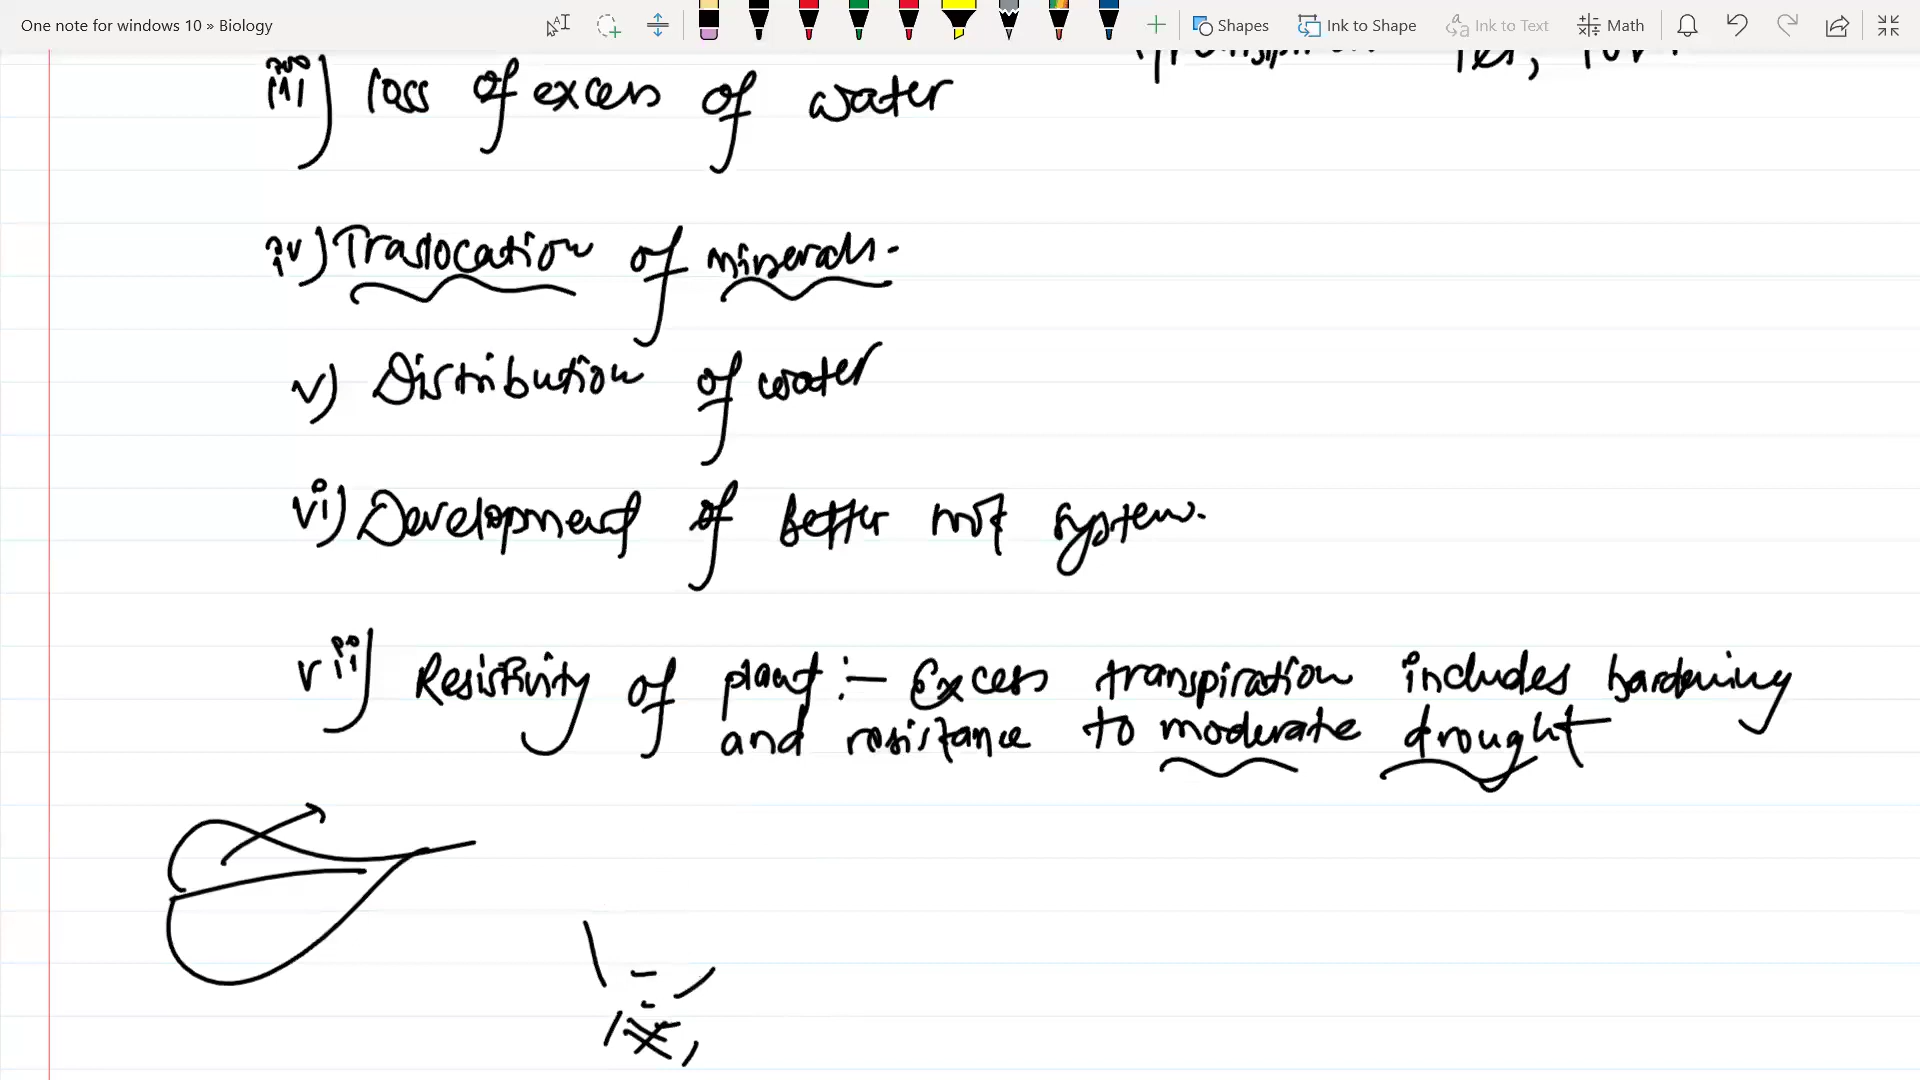 One note for windows 10 » Biology
Shapes
Ink to Shape
Ink to Text
Math
iii) Loss of excess of water
iv) Traslocation of minerals.
v) Distribution of water
vi) Development of better root system.
vii) Resistivity of plant :- Excess transpiration includes hardening
and resistance to moderate drought